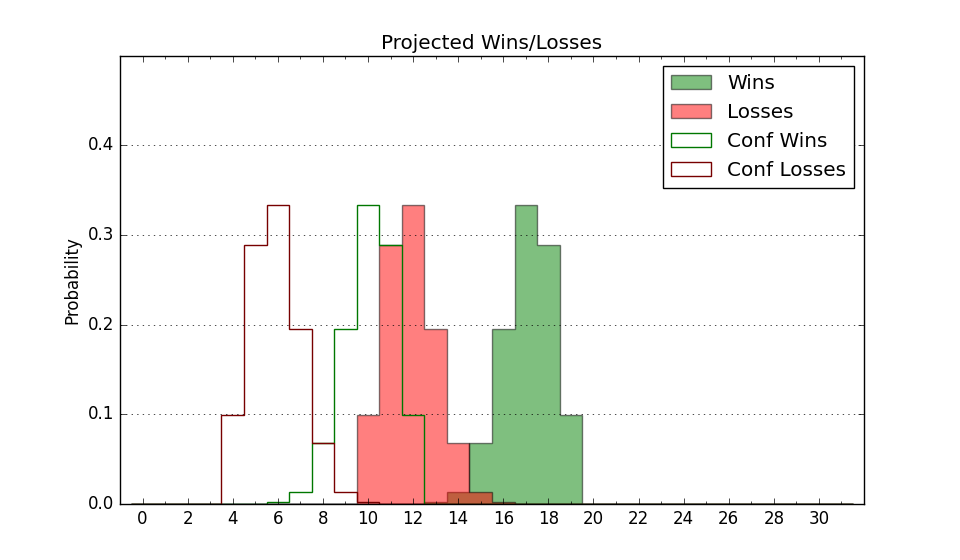 Projected Wins/Losses
Wins
Losses
Conf Wins
Conf Losses
Probability
0.4
0.3
0.2
0.1
0.0
0 2 4 6 8 10 12 14 16 18 20 22 24 26 28 30